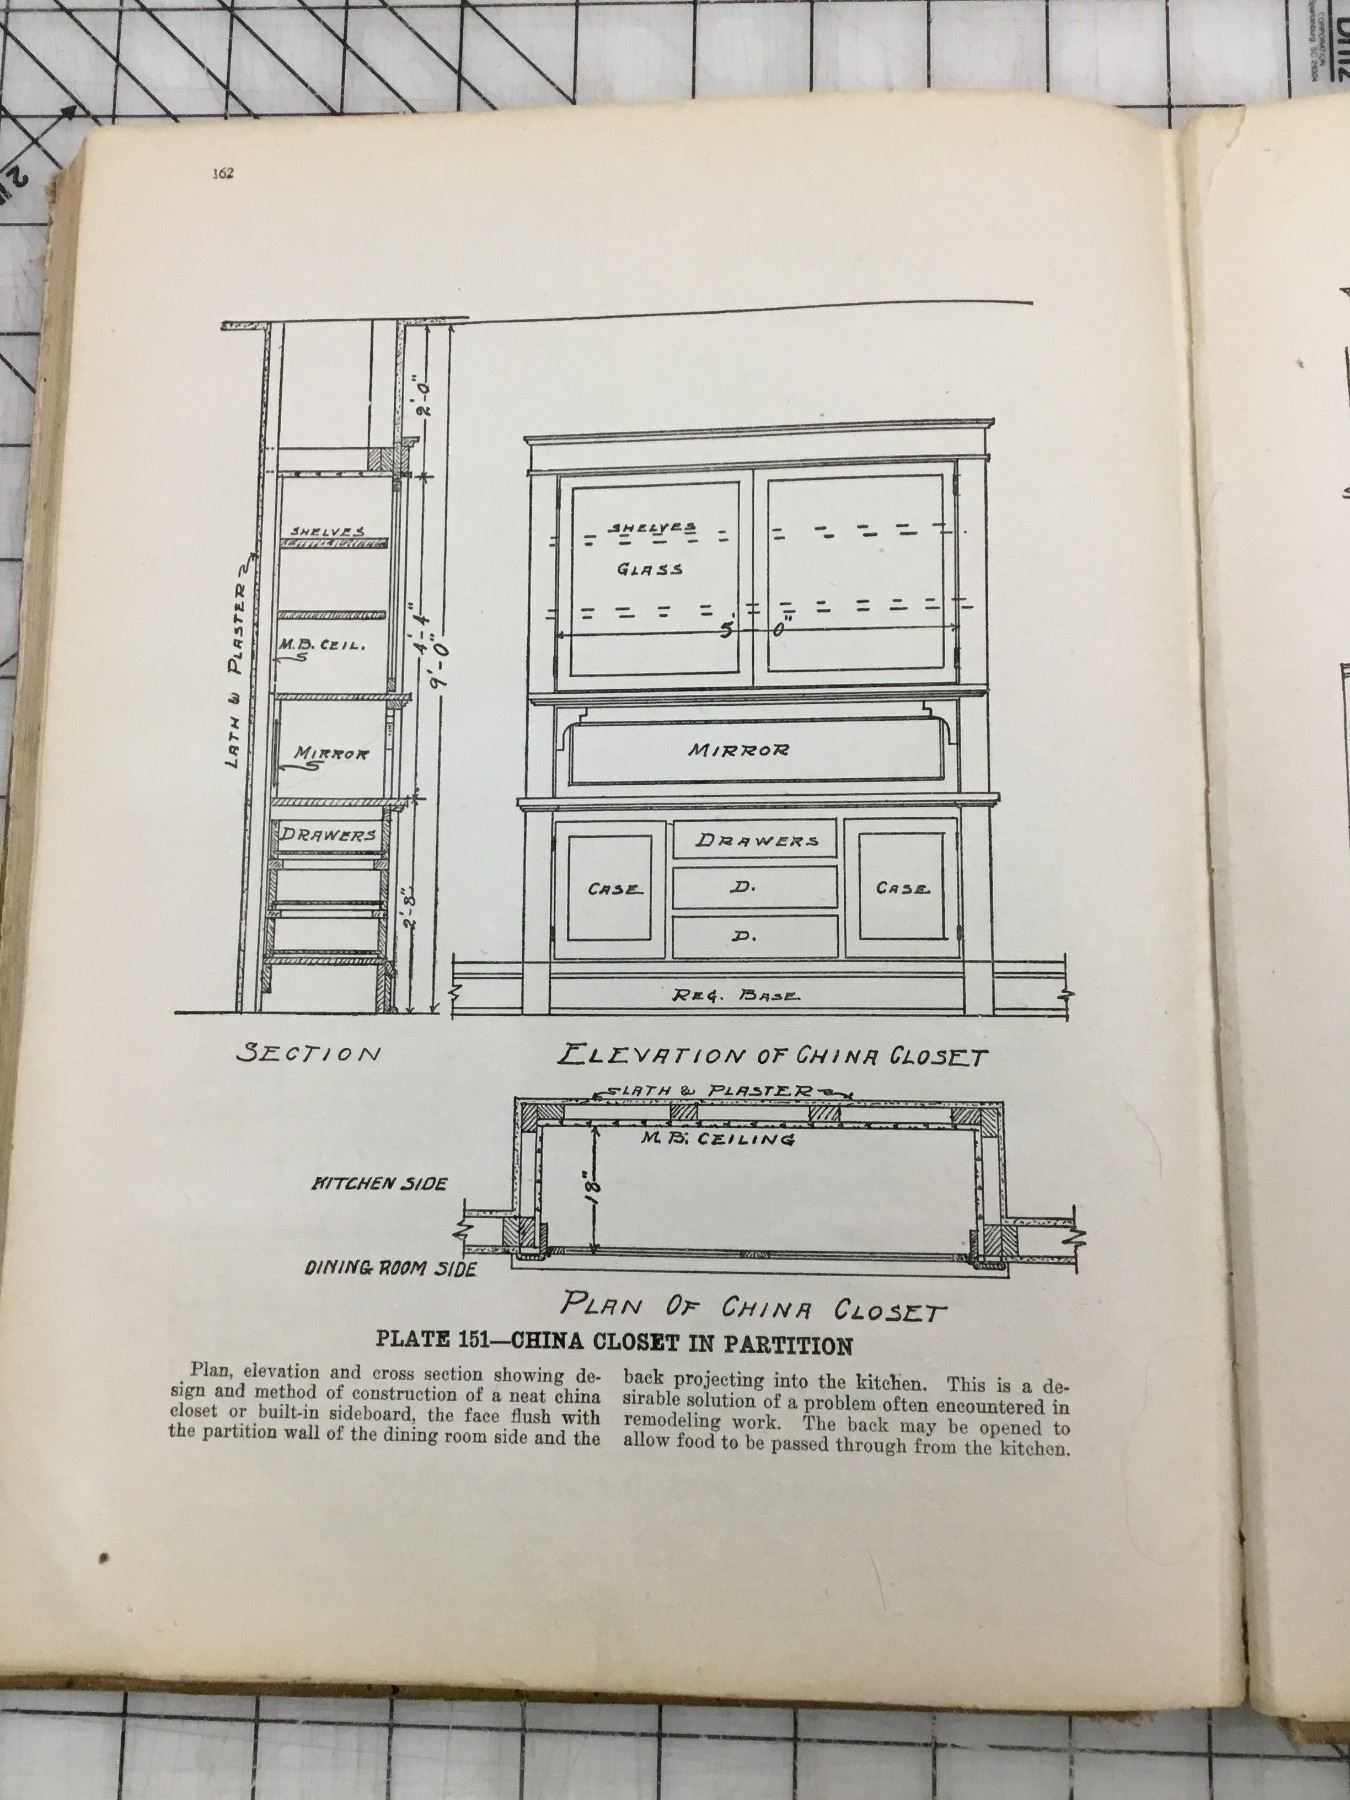 Dritz
CORPORATION
Spartanburg, SC 29304
2"
162
2'-0"
SHELVES
SHELVES
GLASS
LATH & PLASTER
4'-4"
9'-0"
5' 0"
M.B. CEIL.
MIRROR
MIRROR
DRAWERS
DRAWERS
CASE
D.
CASE
2'-8"
D.
REG. BASE
SECTION
ELEVATION OF CHINA CLOSET
LATH & PLASTER
M.B. CEILING
KITCHEN SIDE
18"
DINING ROOM SIDE
PLAN OF CHINA CLOSET
PLATE 151—CHINA CLOSET IN PARTITION
Plan, elevation and cross section showing de-
sign and method of construction of a neat china
closet or built-in sideboard, the face flush with
the partition wall of the dining room side and the
back projecting into the kitchen. This is a de-
sirable solution of a problem often encountered in
remodeling work. The back may be opened to
allow food to be passed through from the kitchen.